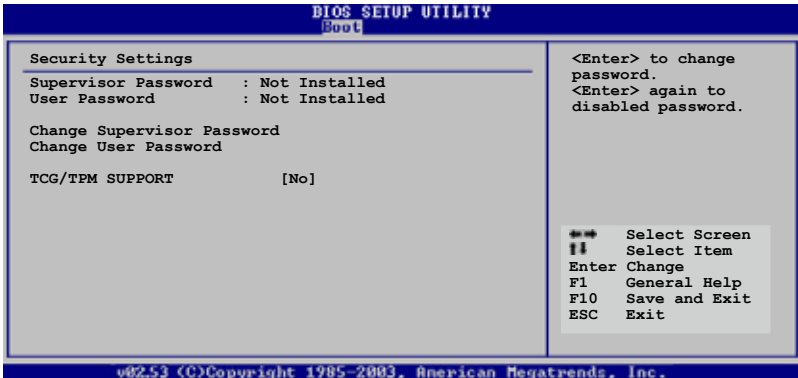 BIOS SETUP UTILITY
Boot
Security Settings
Supervisor Password : Not Installed
User Password : Not Installed
Change Supervisor Password
Change User Password
TCG/TPM SUPPORT [No]
<Enter> to change
password.
<Enter> again to
disabled password.
Select Screen
Select Item
Enter Change
F1 General Help
F10 Save and Exit
ESC Exit
v02.53 (C)Copyright 1985-2003, American Megatrends, Inc.